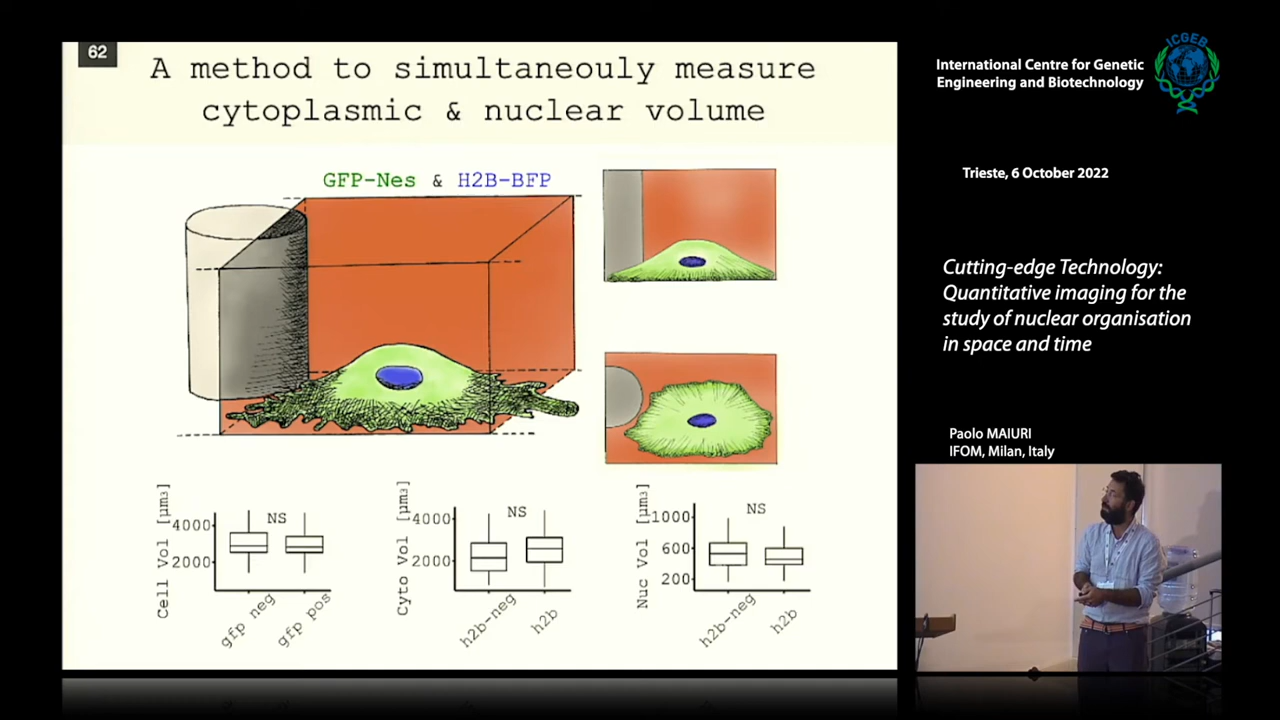 62
A method to simultaneouly measure
cytoplasmic & nuclear volume
GFP-Nes & H2B-BFP
Cell Vol [μm3]
4000
2000
NS
gfp neg
gfp pos
Cyto Vol [μm3]
4000
2000
NS
h2b-neg
h2b
Nuc Vol [μm3]
1000
600
200
NS
h2b-neg
h2b
International Centre for Genetic
Engineering and Biotechnology
ICGEB
Trieste, 6 October 2022
Cutting-edge Technology:
Quantitative imaging for the
study of nuclear organisation
in space and time
Paolo MAIURI
IFOM, Milan, Italy